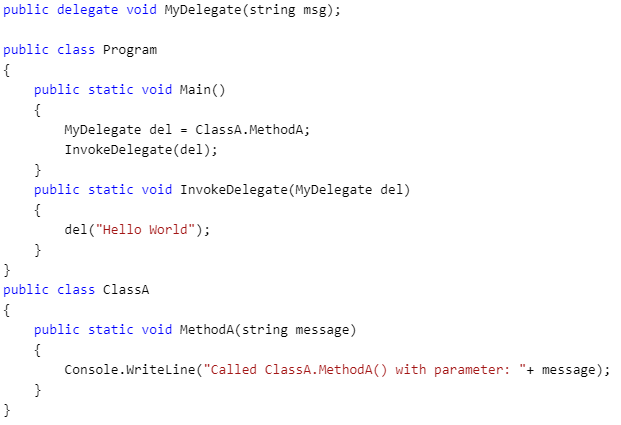 public delegate void MyDelegate(string msg);

public class Program
{
    public static void Main()
    {
        MyDelegate del = ClassA.MethodA;
        InvokeDelegate(del);
    }
    public static void InvokeDelegate(MyDelegate del)
    {
        del("Hello World");
    }
}
public class ClassA
{
    public static void MethodA(string message)
    {
        Console.WriteLine("Called ClassA.MethodA() with parameter: "+ message);
    }
}